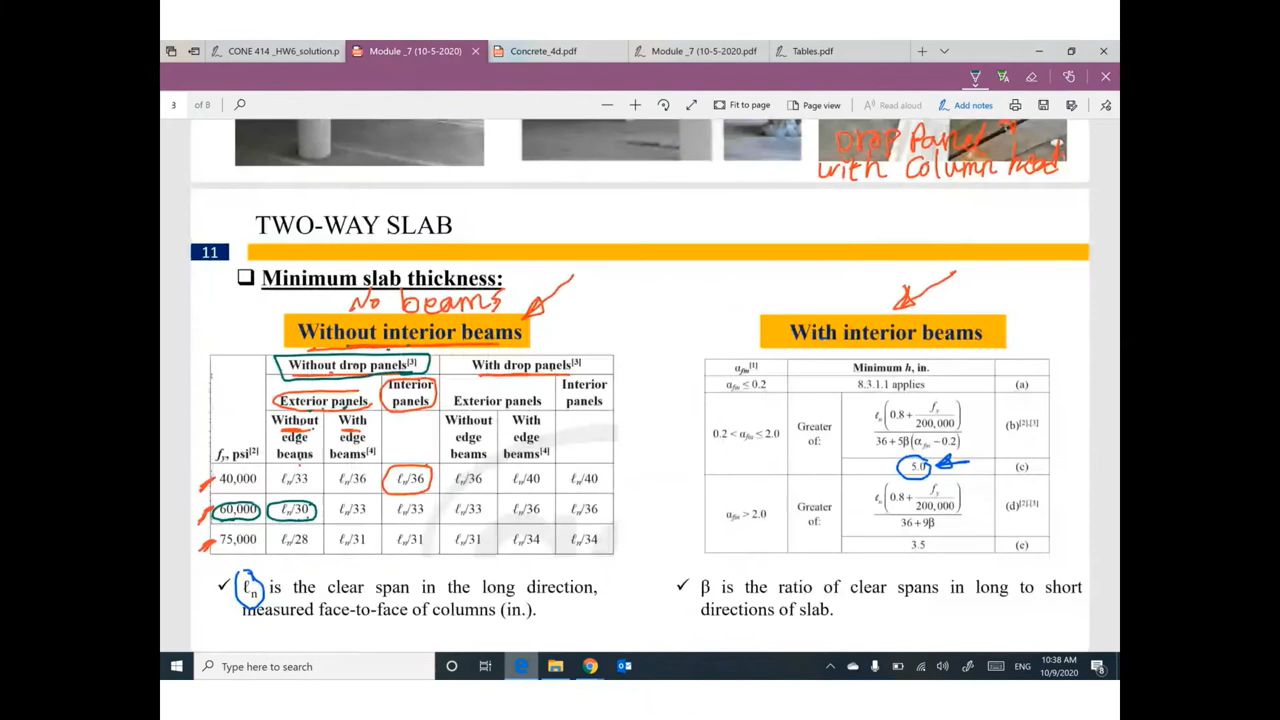 CONE 414 _HW6_solution.p
Module _7 (10-5-2020)
Concrete_4d.pdf
Module _7 (10-5-2020.pdf
Tables.pdf
3 of 8
Fit to page
Page view
Read aloud
Add notes
Drop Panel
with Column head
TWO-WAY SLAB
11
❑ Minimum slab thickness:
No beams
Without interior beams
Without drop panels[3] With drop panels[3]
Exterior panels Interior panels Exterior panels Interior panels
fy, psi[2] Without edge beams With edge beams[4] Without edge beams With edge beams[4]
40,000 ℓn/33 ℓn/36 ℓn/36 ℓn/36 ℓn/40 ℓn/40
60,000 ℓn/30 ℓn/33 ℓn/33 ℓn/33 ℓn/36 ℓn/36
75,000 ℓn/28 ℓn/31 ℓn/31 ℓn/31 ℓn/34 ℓn/34
✓ ℓn is the clear span in the long direction,
measured face-to-face of columns (in.).
With interior beams
αfm[1] Minimum h, in.
αfm ≤ 0.2 8.3.1.1 applies (a)
0.2 < αfm ≤ 2.0 Greater of: ℓn(0.8 + fy/200,000) / 36 + 5β(αfm − 0.2) (b)[2],[3]
5.0 (c)
αfm > 2.0 Greater of: ℓn(0.8 + fy/200,000) / 36 + 9β (d)[2],[3]
3.5 (e)
✓ β is the ratio of clear spans in long to short
directions of slab.
Type here to search
ENG
10:38 AM
10/9/2020